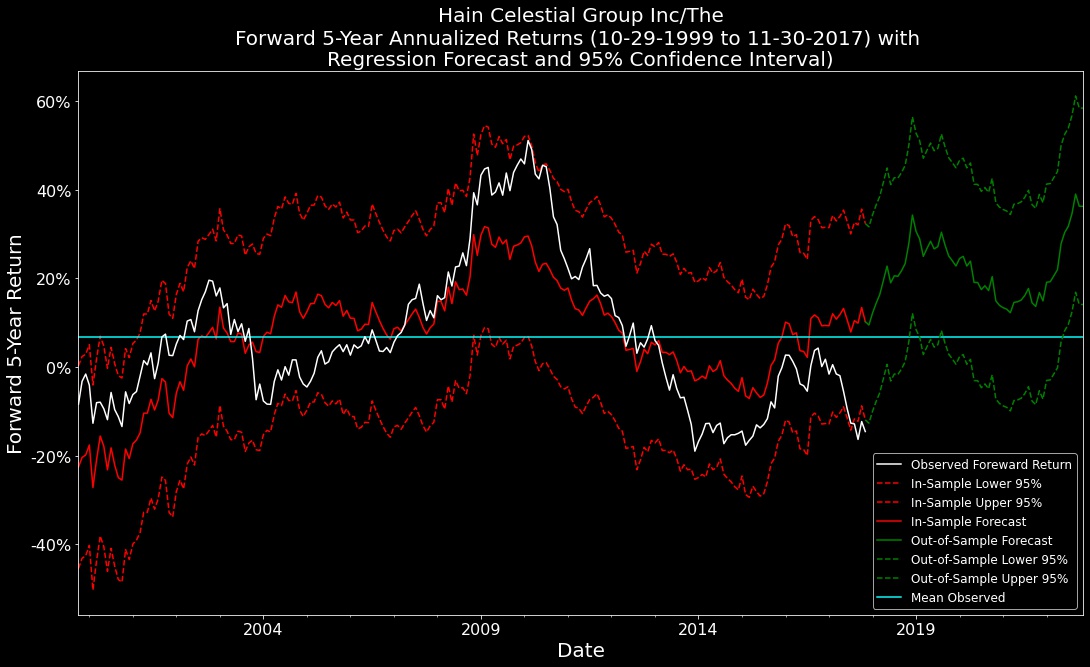 Hain Celestial Group Inc/The
Forward 5-Year Annualized Returns (10-29-1999 to 11-30-2017) with
Regression Forecast and 95% Confidence Interval)
Forward 5-Year Return
60%
40%
20%
0%
-20%
-40%
Observed Foreward Return
In-Sample Lower 95%
In-Sample Upper 95%
In-Sample Forecast
Out-of-Sample Forecast
Out-of-Sample Lower 95%
Out-of-Sample Upper 95%
Mean Observed
2004
2009
2014
2019
Date